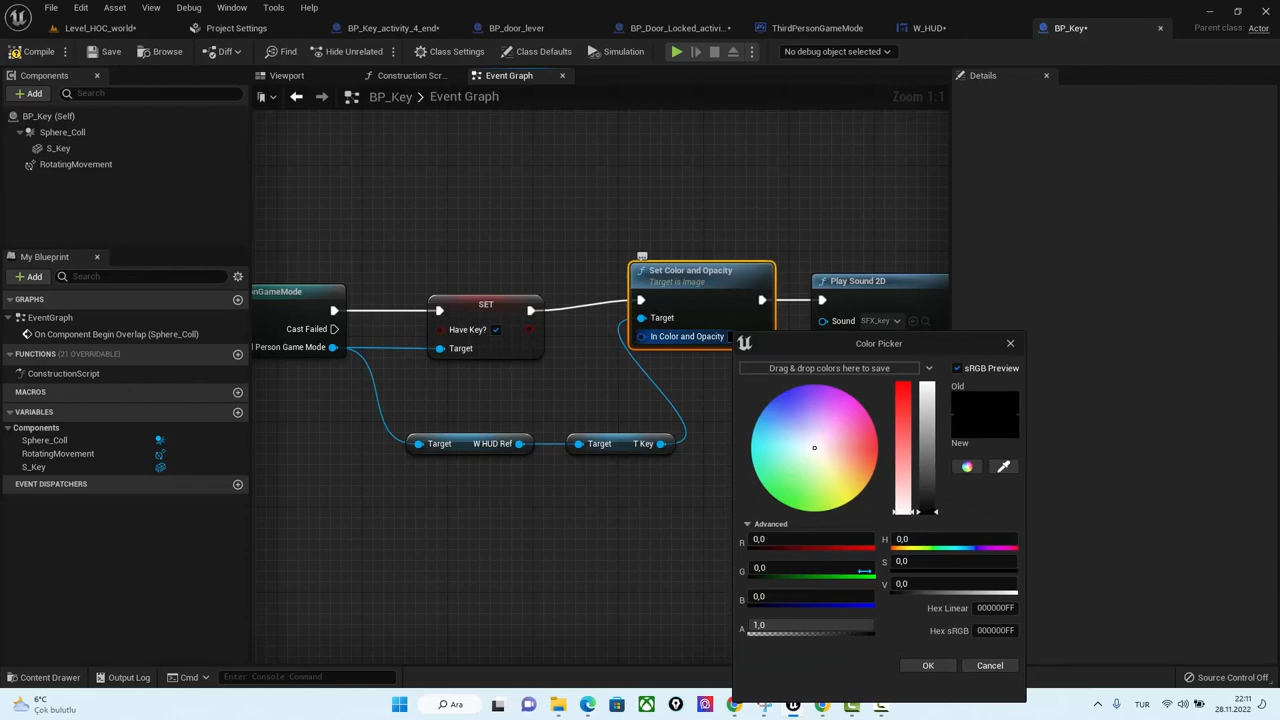 File Edit Asset View Debug Window Tools Help
Level_HOC_world* Project Settings BP_Key_activity_4_end* BP_door_lever BP_Door_Locked_activi...* ThirdPersonGameMode W_HUD* BP_Key* Parent class: Actor
Compile Save Browse Diff Find Hide Unrelated Class Settings Class Defaults Simulation No debug object selected
Components Viewport Construction Scr... Event Graph Details
Add Search BP_Key > Event Graph Zoom 1:1
BP_Key (Self)
Sphere_Coll
S_Key
RotatingMovement
My Blueprint
Add Search
GRAPHS
EventGraph
On Component Begin Overlap (Sphere_Coll)
FUNCTIONS (21 OVERRIDABLE)
ConstructionScript
MACROS
VARIABLES
Components
Sphere_Coll
RotatingMovement
S_Key
EVENT DISPATCHERS
onGameMode
Cast Failed
l Person Game Mode
SET
Have Key?
Target
Target W HUD Ref
Target T Key
Set Color and Opacity
Target is Image
Target
In Color and Opacity
Play Sound 2D
Sound SFX_key
Color Picker
Drag & drop colors here to save sRGB Preview
Old
New
Advanced
R 0,0 H 0,0
G 0,0 S 0,0
B 0,0 V 0,0
A 1,0
Hex Linear 000000FF
Hex sRGB 000000FF
OK Cancel
Content Drawer Output Log Cmd Enter Console Command Source Control Off
6°C
Çok bulutlu
Ara
TUR
22:11
28.11.2022